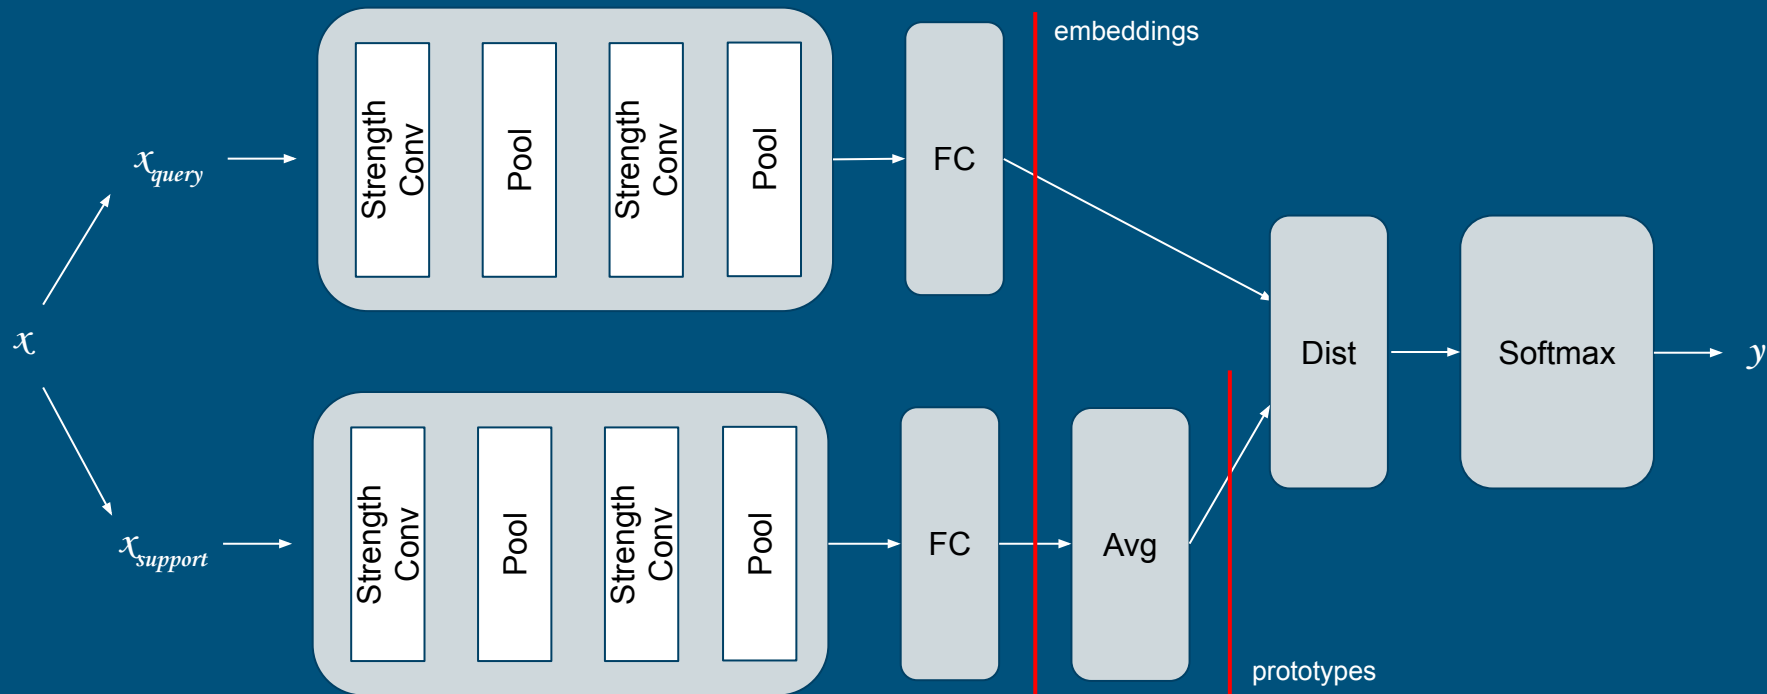 embeddings
Strength
Conv
Pool
Strength
Conv
Pool
FC
x_query
x
Dist
Softmax
y
x_support
Strength
Conv
Pool
Strength
Conv
Pool
FC
Avg
prototypes